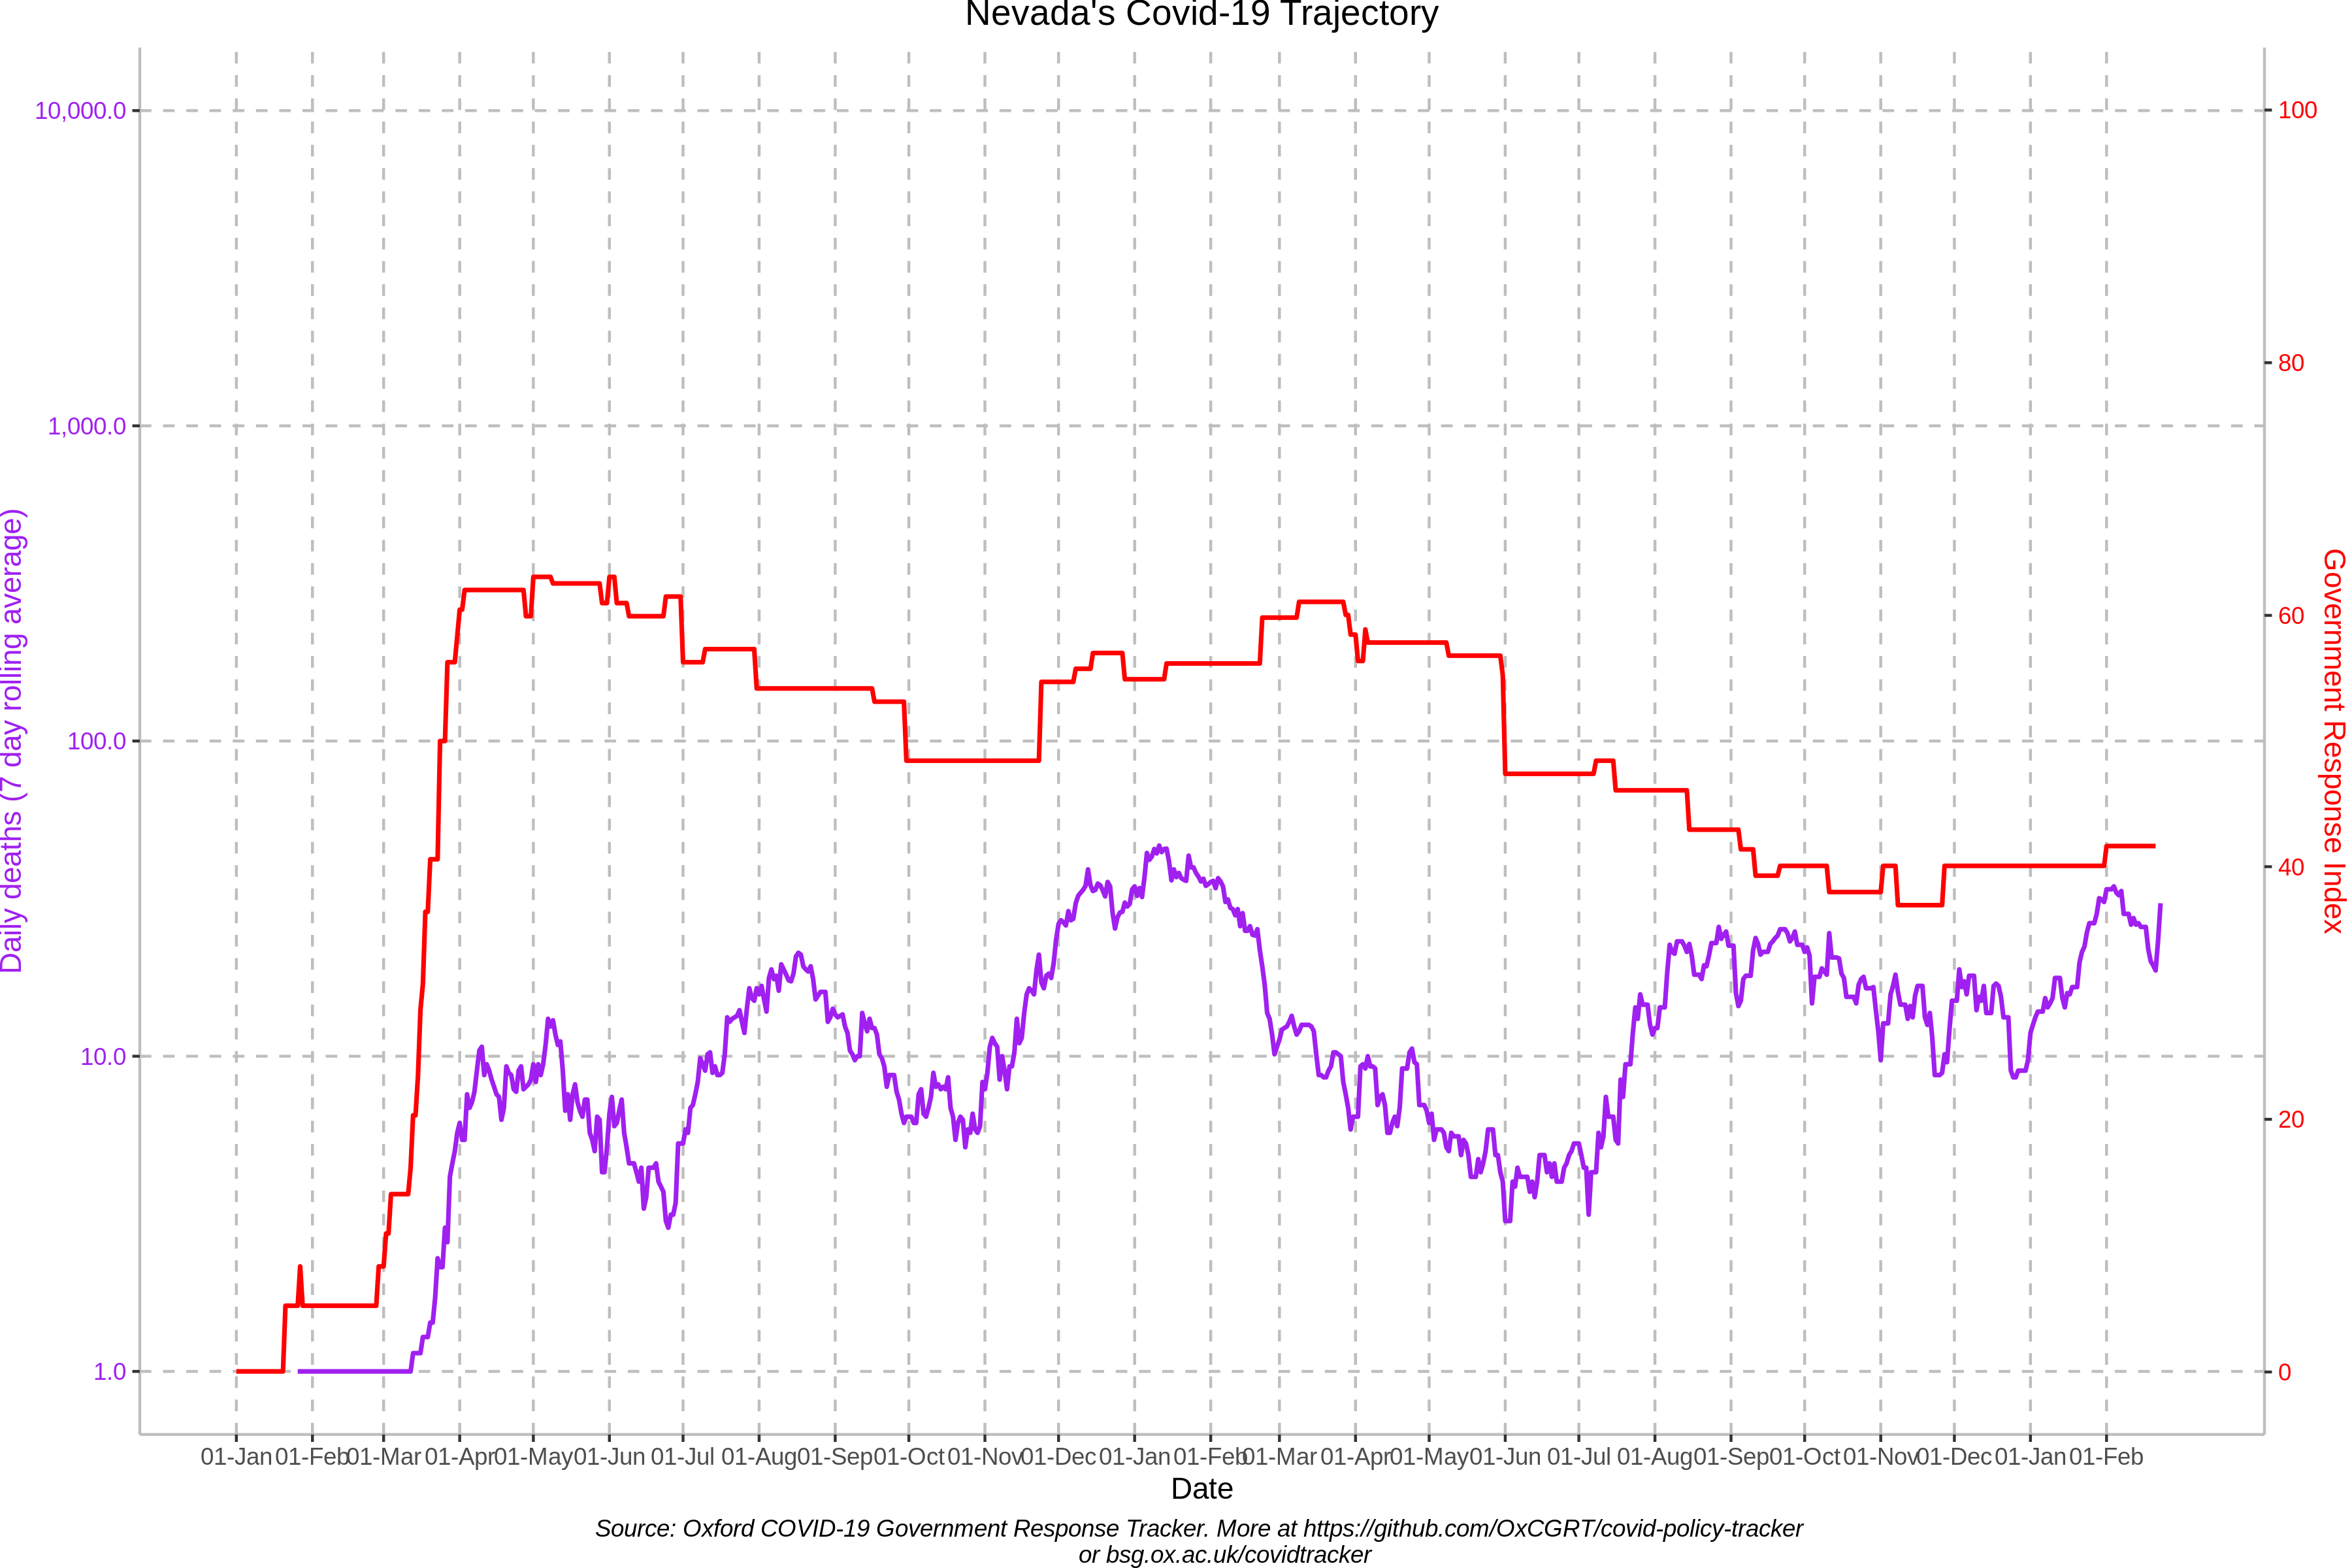 Nevada's Covid-19 Trajectory
Daily deaths (7 day rolling average)
10,000.0
1,000.0
100.0
10.0
1.0
100
80
60
40
20
0
Government Response Index
01-Jan 01-Feb 01-Mar 01-Apr 01-May 01-Jun 01-Jul 01-Aug 01-Sep 01-Oct 01-Nov 01-Dec 01-Jan 01-Feb 01-Mar 01-Apr 01-May 01-Jun 01-Jul 01-Aug 01-Sep 01-Oct 01-Nov 01-Dec 01-Jan 01-Feb
Date
Source: Oxford COVID-19 Government Response Tracker. More at https://github.com/OxCGRT/covid-policy-tracker
or bsg.ox.ac.uk/covidtracker